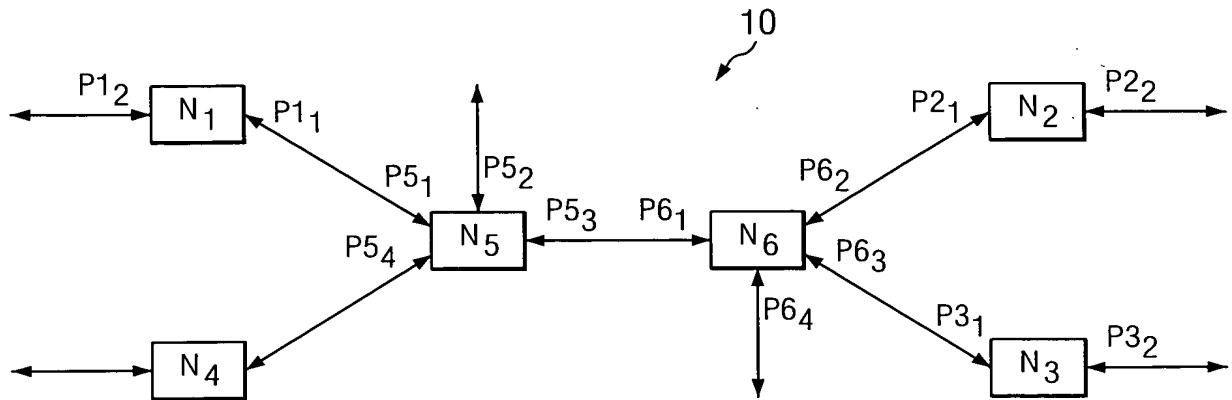 10
P1₂
N₁
P1₁
P2₁
N₂
P2₂
P5₁
P5₂
P6₂
P5₃
P6₁
N₅
N₆
P5₄
P6₃
P6₄
P3₁
N₄
N₃
P3₂